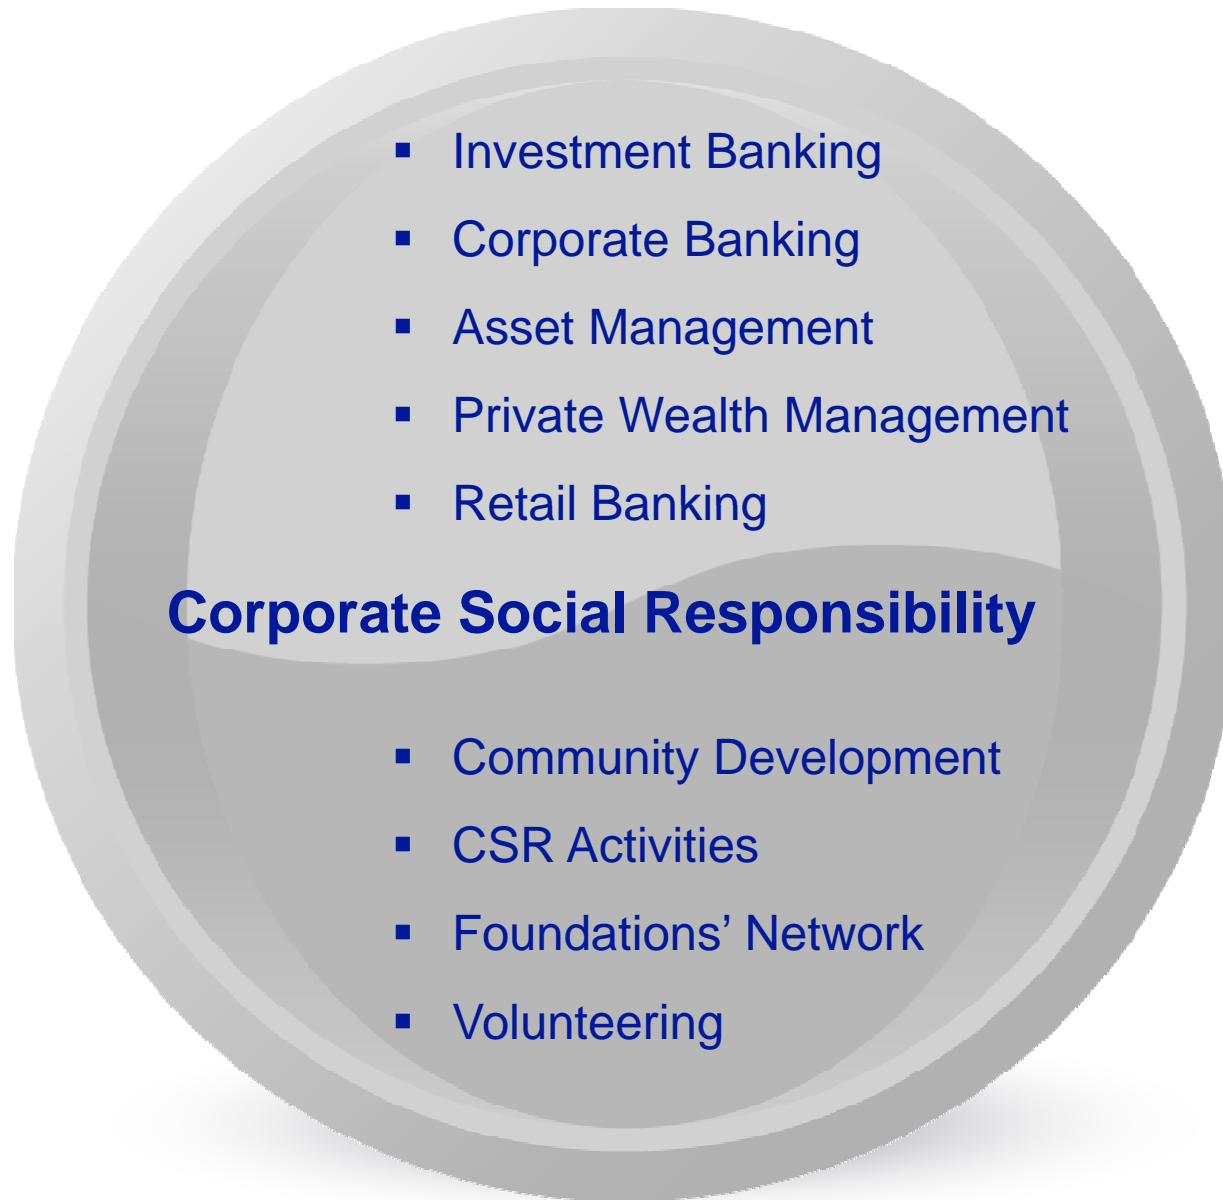 ▪ Investment Banking
▪ Corporate Banking
▪ Asset Management
▪ Private Wealth Management
▪ Retail Banking
Corporate Social Responsibility
▪ Community Development
▪ CSR Activities
▪ Foundations’ Network
▪ Volunteering